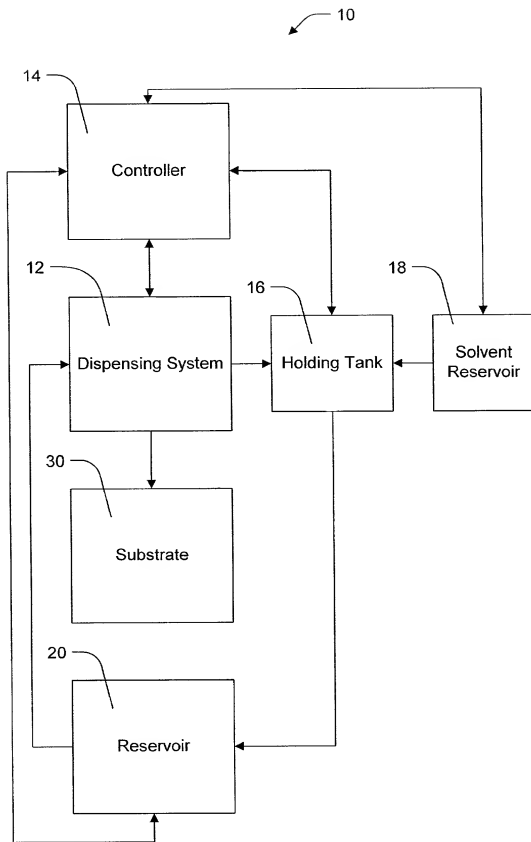 10
14
Controller
12
Dispensing System
16
Holding Tank
18
Solvent
Reservoir
30
Substrate
20
Reservoir